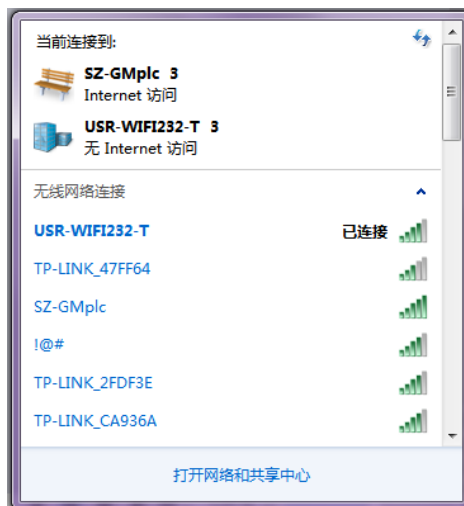 当前连接到:
SZ-GMplc 3
Internet 访问
USR-WIFI232-T 3
无 Internet 访问
无线网络连接
USR-WIFI232-T 已连接
TP-LINK_47FF64
SZ-GMplc
!@#
TP-LINK_2FDF3E
TP-LINK_CA936A
打开网络和共享中心